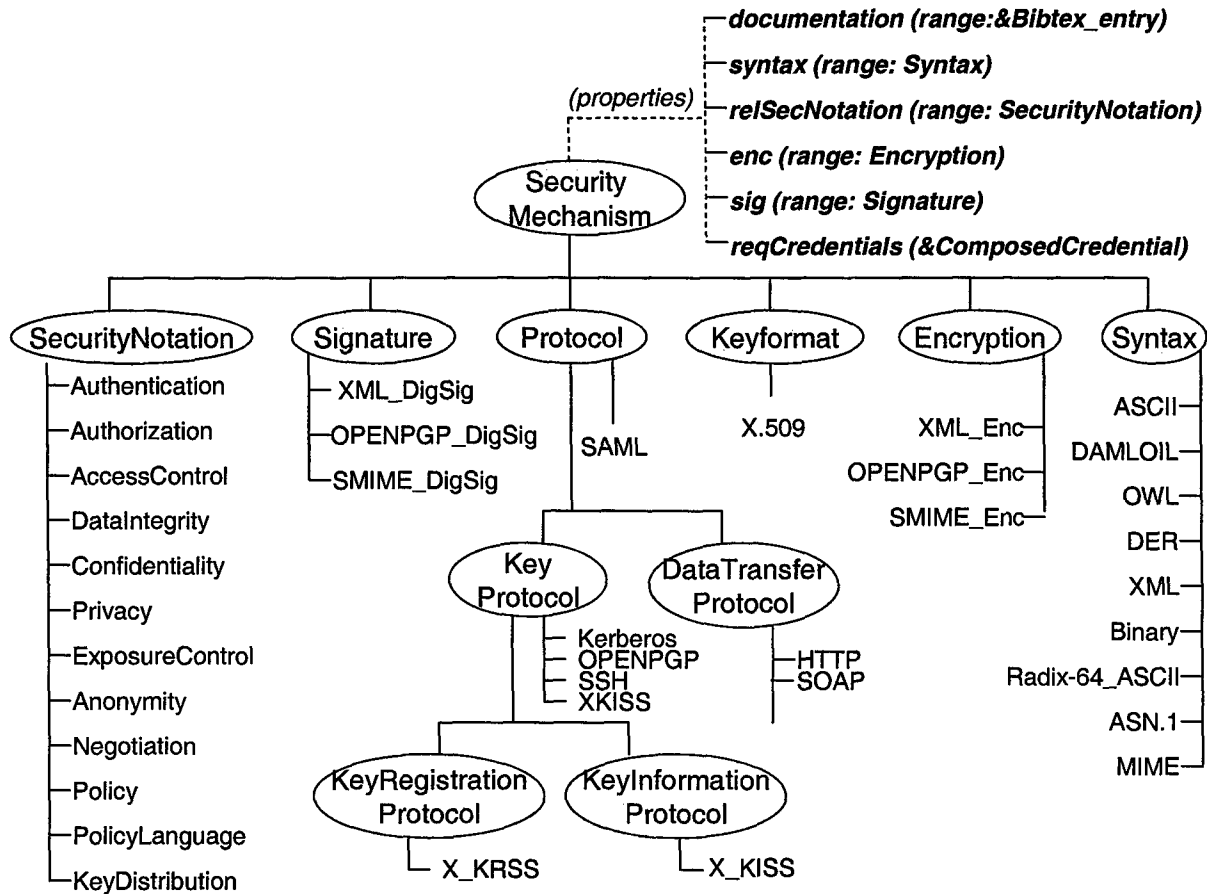 documentation (range:&Bibtex_entry)
syntax (range: Syntax)
(properties)
relSecNotation (range: SecurityNotation)
enc (range: Encryption)
Security
Mechanism
sig (range: Signature)
reqCredentials (&ComposedCredential)
SecurityNotation
Signature
Protocol
Keyformat
Encryption
Syntax
Authentication
Authorization
AccessControl
DataIntegrity
Confidentiality
Privacy
ExposureControl
Anonymity
Negotiation
Policy
PolicyLanguage
KeyDistribution
XML_DigSig
OPENPGP_DigSig
SMIME_DigSig
SAML
X.509
XML_Enc
OPENPGP_Enc
SMIME_Enc
ASCII
DAMLOIL
OWL
DER
XML
Binary
Radix-64_ASCII
ASN.1
MIME
Key
Protocol
DataTransfer
Protocol
Kerberos
OPENPGP
SSH
XKISS
HTTP
SOAP
KeyRegistration
Protocol
KeyInformation
Protocol
X_KRSS
X_KISS